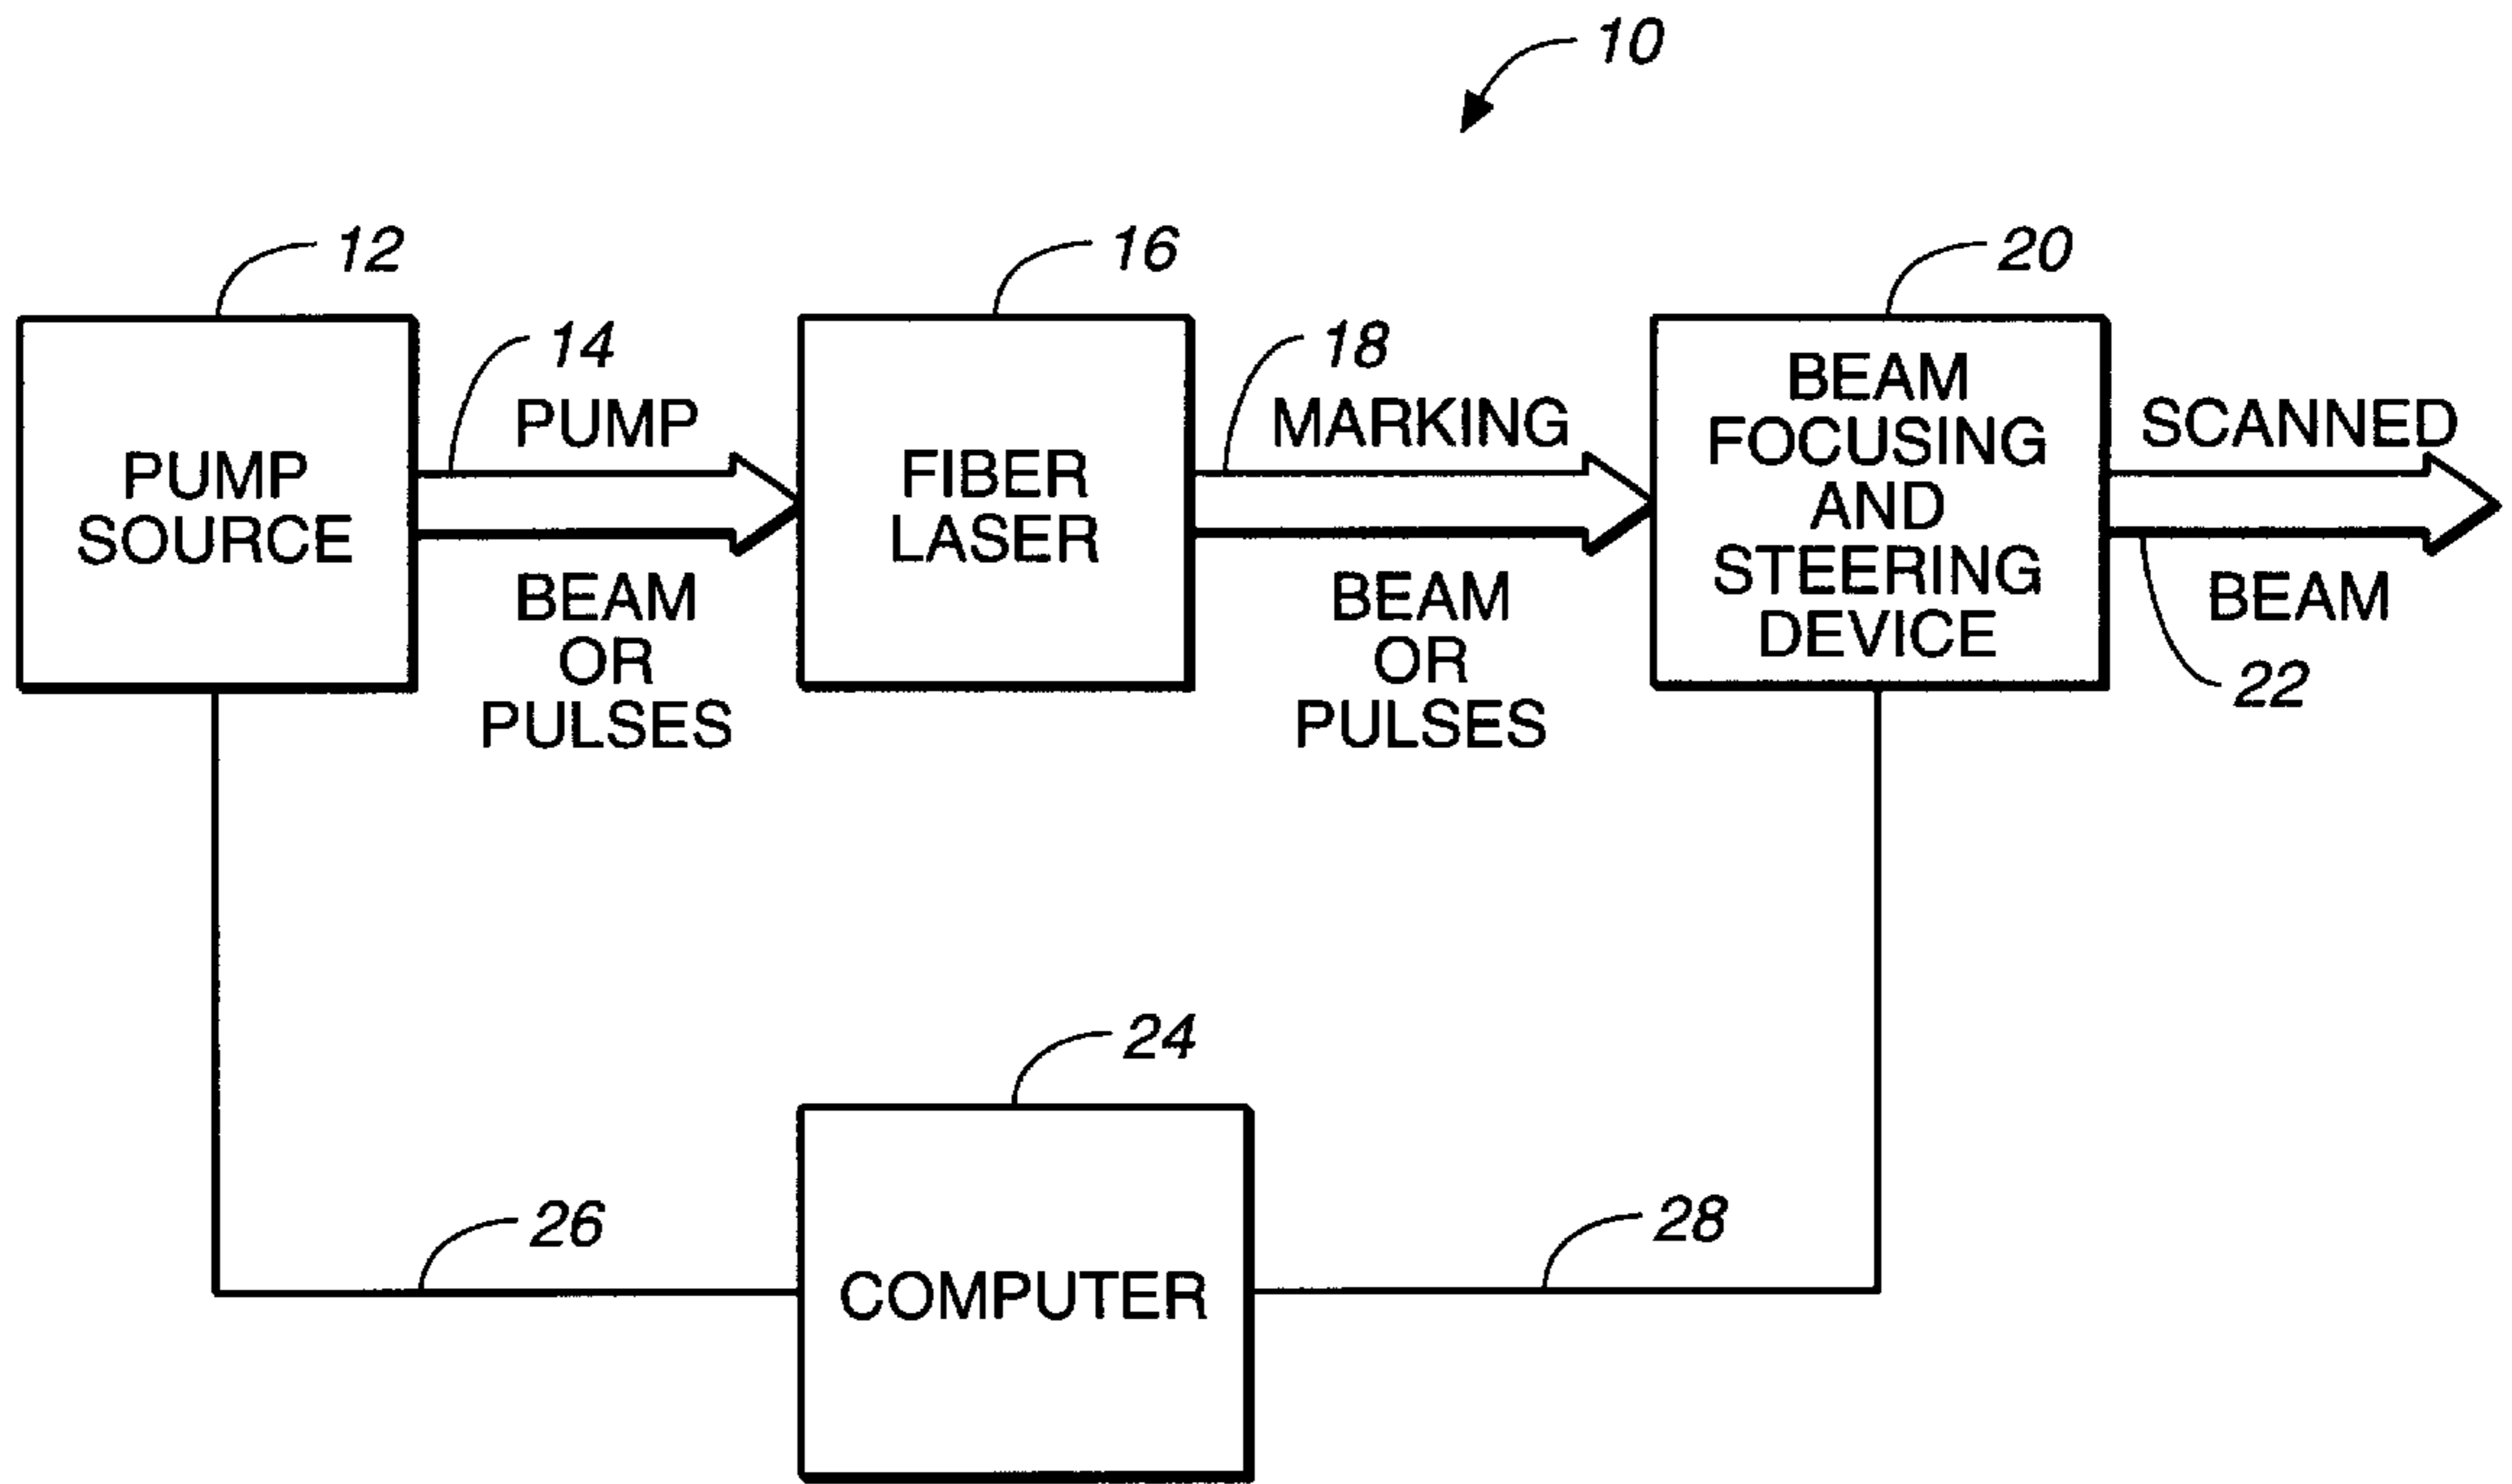 10
12
16
20
14
18
PUMP
SOURCE
PUMP
BEAM
OR
PULSES
FIBER
LASER
MARKING
BEAM
OR
PULSES
BEAM
FOCUSING
AND
STEERING
DEVICE
SCANNED
BEAM
22
24
26
28
COMPUTER